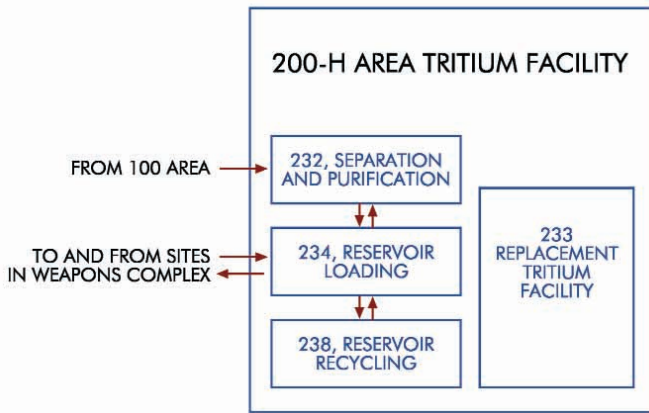 200-H AREA TRITIUM FACILITY
FROM 100 AREA
232, SEPARATION
AND PURIFICATION
TO AND FROM SITES
IN WEAPONS COMPLEX
234, RESERVOIR
LOADING
238, RESERVOIR
RECYCLING
233
REPLACEMENT
TRITIUM
FACILITY